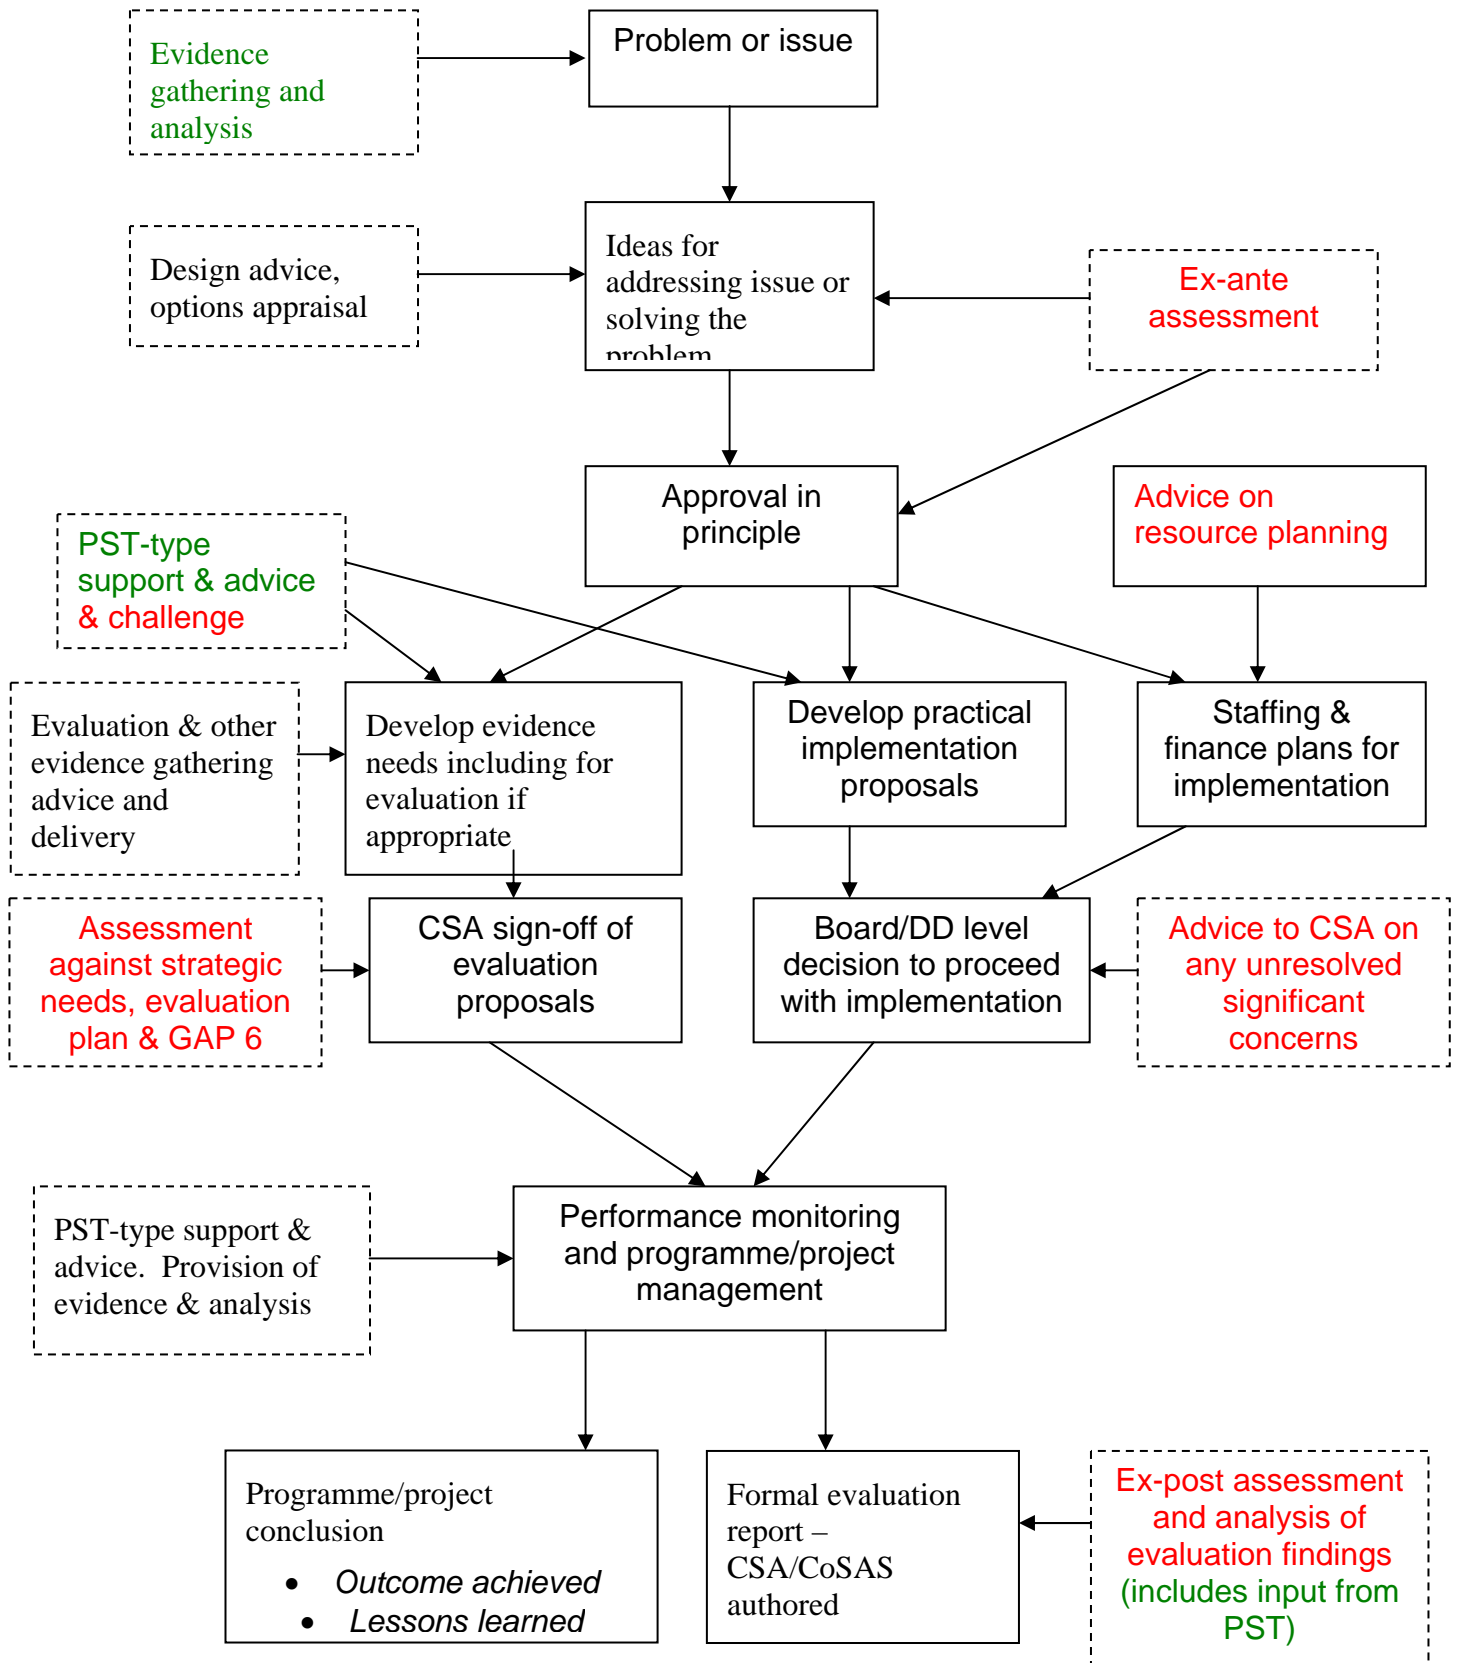 Problem or issue
Evidence
gathering and
analysis
Ideas for
addressing issue or
solving the
problem
Design advice,
options appraisal
Ex-ante
assessment
Approval in
principle
Advice on
resource planning
PST-type
support & advice
& challenge
Evaluation & other
evidence gathering
advice and
delivery
Develop evidence
needs including for
evaluation if
appropriate
Develop practical
implementation
proposals
Staffing &
finance plans for
implementation
Assessment
against strategic
needs, evaluation
plan & GAP 6
CSA sign-off of
evaluation
proposals
Board/DD level
decision to proceed
with implementation
Advice to CSA on
any unresolved
significant
concerns
PST-type support &
advice.  Provision of
evidence & analysis
Performance monitoring
and programme/project
management
Programme/project
conclusion
• Outcome achieved
• Lessons learned
Formal evaluation
report –
CSA/CoSAS
authored
Ex-post assessment
and analysis of
evaluation findings
(includes input from
PST)